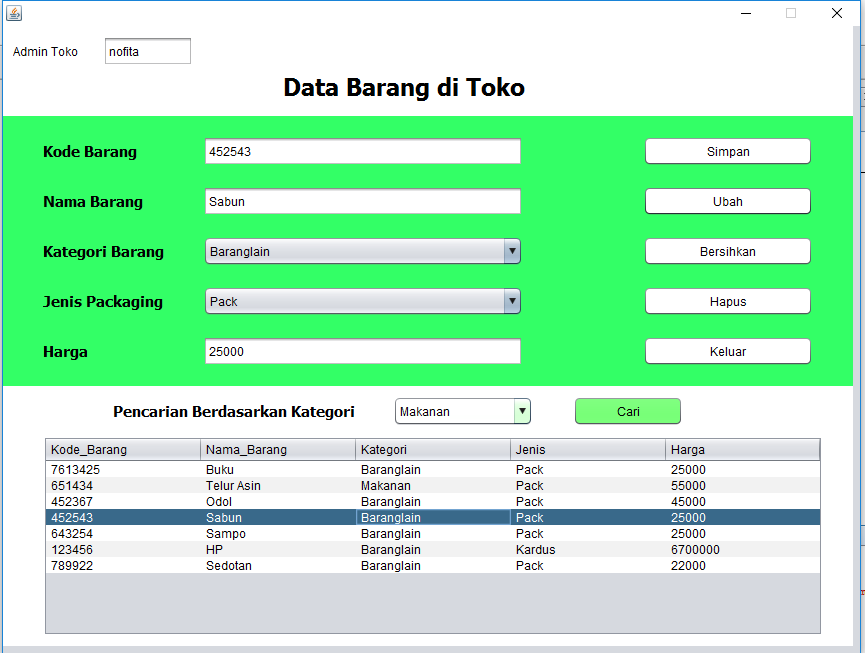 Admin Toko nofita
Data Barang di Toko
Kode Barang 452543 Simpan
Nama Barang Sabun Ubah
Kategori Barang Baranglain Bersihkan
Jenis Packaging Pack Hapus
Harga 25000 Keluar
Pencarian Berdasarkan Kategori Makanan Cari
Kode_Barang Nama_Barang Kategori Jenis Harga
7613425 Buku Baranglain Pack 25000
651434 Telur Asin Makanan Pack 55000
452367 Odol Baranglain Pack 45000
452543 Sabun Baranglain Pack 25000
643254 Sampo Baranglain Pack 25000
123456 HP Baranglain Kardus 6700000
789922 Sedotan Baranglain Pack 22000